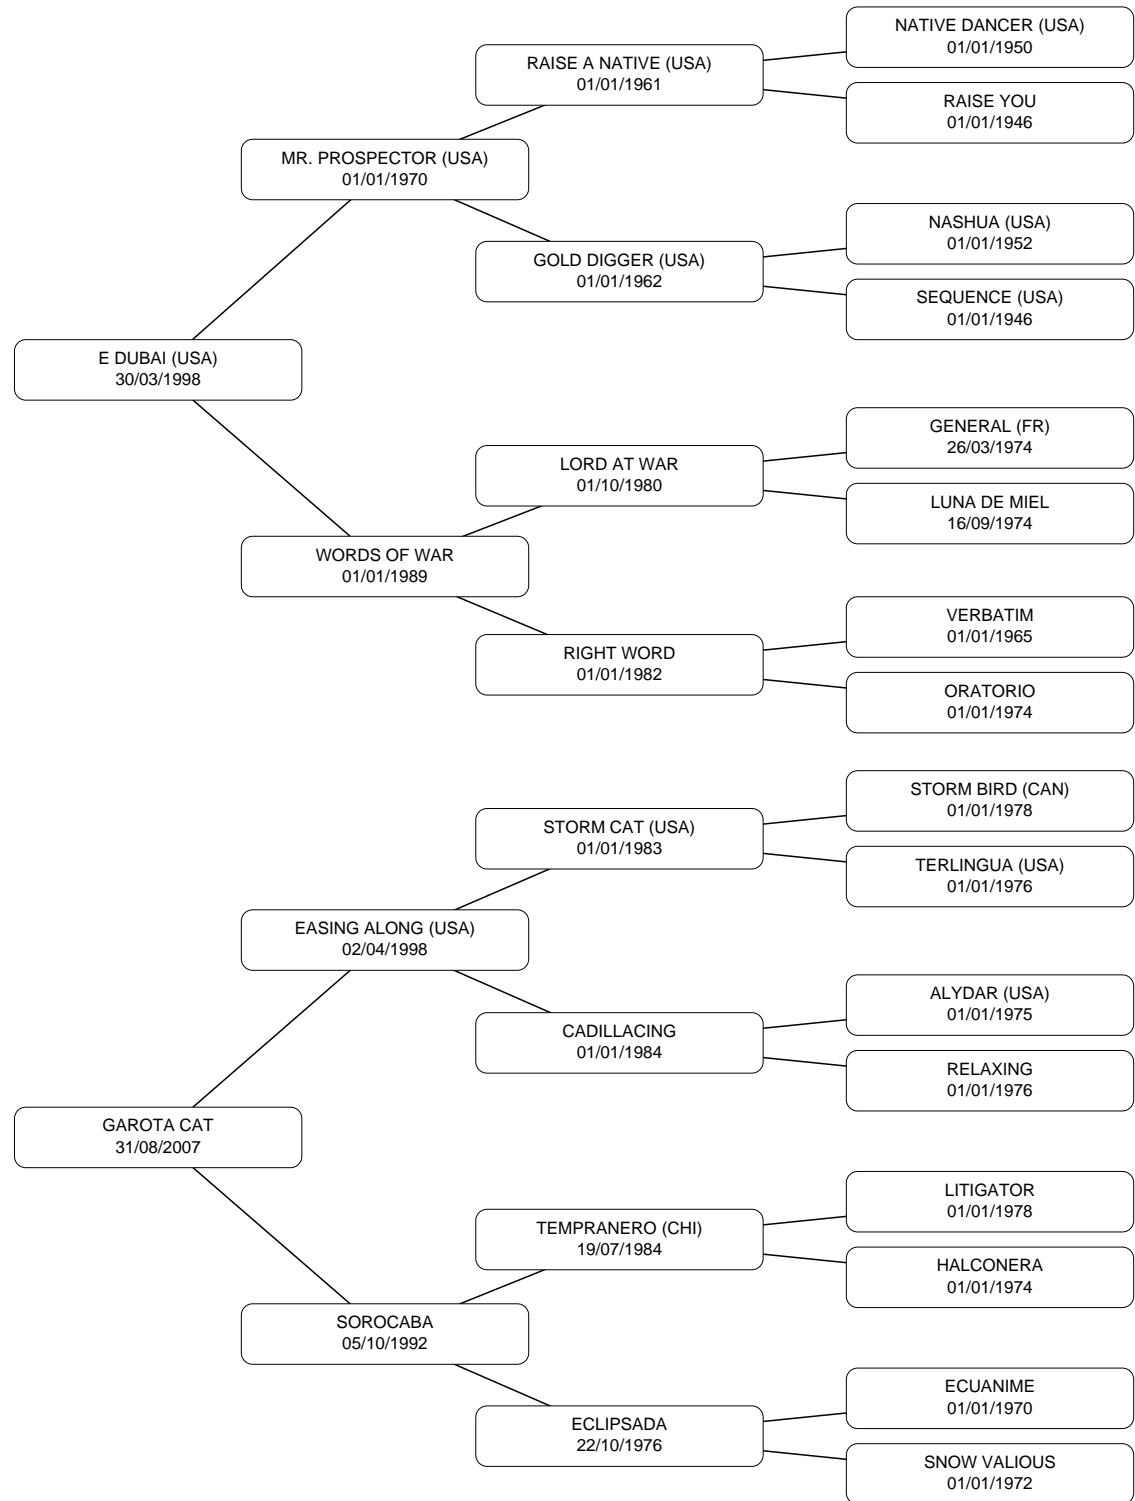 NATIVE DANCER (USA)
01/01/1950
RAISE A NATIVE (USA)
01/01/1961
RAISE YOU
01/01/1946
MR. PROSPECTOR (USA)
01/01/1970
NASHUA (USA)
01/01/1952
GOLD DIGGER (USA)
01/01/1962
SEQUENCE (USA)
01/01/1946
E DUBAI (USA)
30/03/1998
GENERAL (FR)
26/03/1974
LORD AT WAR
01/10/1980
LUNA DE MIEL
16/09/1974
WORDS OF WAR
01/01/1989
VERBATIM
01/01/1965
RIGHT WORD
01/01/1982
ORATORIO
01/01/1974
STORM BIRD (CAN)
01/01/1978
STORM CAT (USA)
01/01/1983
TERLINGUA (USA)
01/01/1976
EASING ALONG (USA)
02/04/1998
ALYDAR (USA)
01/01/1975
CADILLACING
01/01/1984
RELAXING
01/01/1976
GAROTA CAT
31/08/2007
LITIGATOR
01/01/1978
TEMPRANERO (CHI)
19/07/1984
HALCONERA
01/01/1974
SOROCABA
05/10/1992
ECUANIME
01/01/1970
ECLIPSADA
22/10/1976
SNOW VALIOUS
01/01/1972